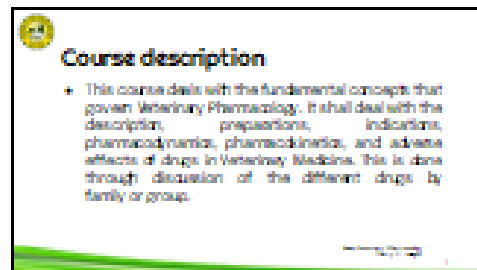 Course description
• This course deals with the fundamental concepts that
govern Veterinary Pharmacology. It shall deal with the
description, preparations, indications,
pharmacodynamics, pharmacokinetics, and adverse
effects of drugs in Veterinary Medicine. This is done
through discussion of the different drugs by
family or group.